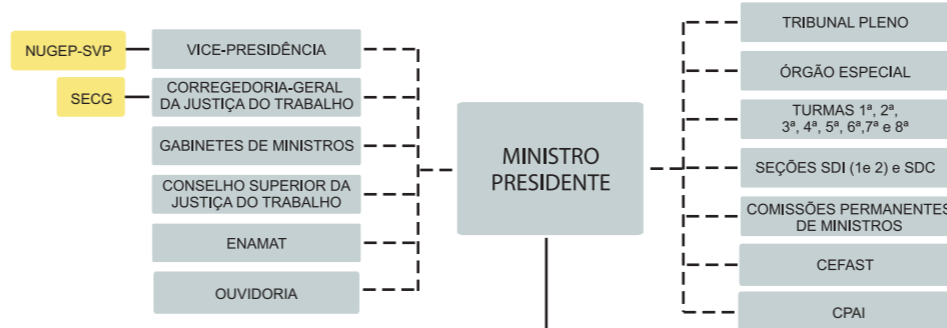 NUGEP-SVP
VICE-PRESIDÊNCIA
SECG
CORREGEDORIA-GERAL
DA JUSTIÇA DO TRABALHO
GABINETES DE MINISTROS
CONSELHO SUPERIOR DA
JUSTIÇA DO TRABALHO
ENAMAT
OUVIDORIA
MINISTRO
PRESIDENTE
TRIBUNAL PLENO
ÓRGÃO ESPECIAL
TURMAS 1ª, 2ª,
3ª, 4ª, 5ª, 6ª,7ª e 8ª
SEÇÕES SDI (1e 2) e SDC
COMISSÕES PERMANENTES
DE MINISTROS
CEFAST
CPAI